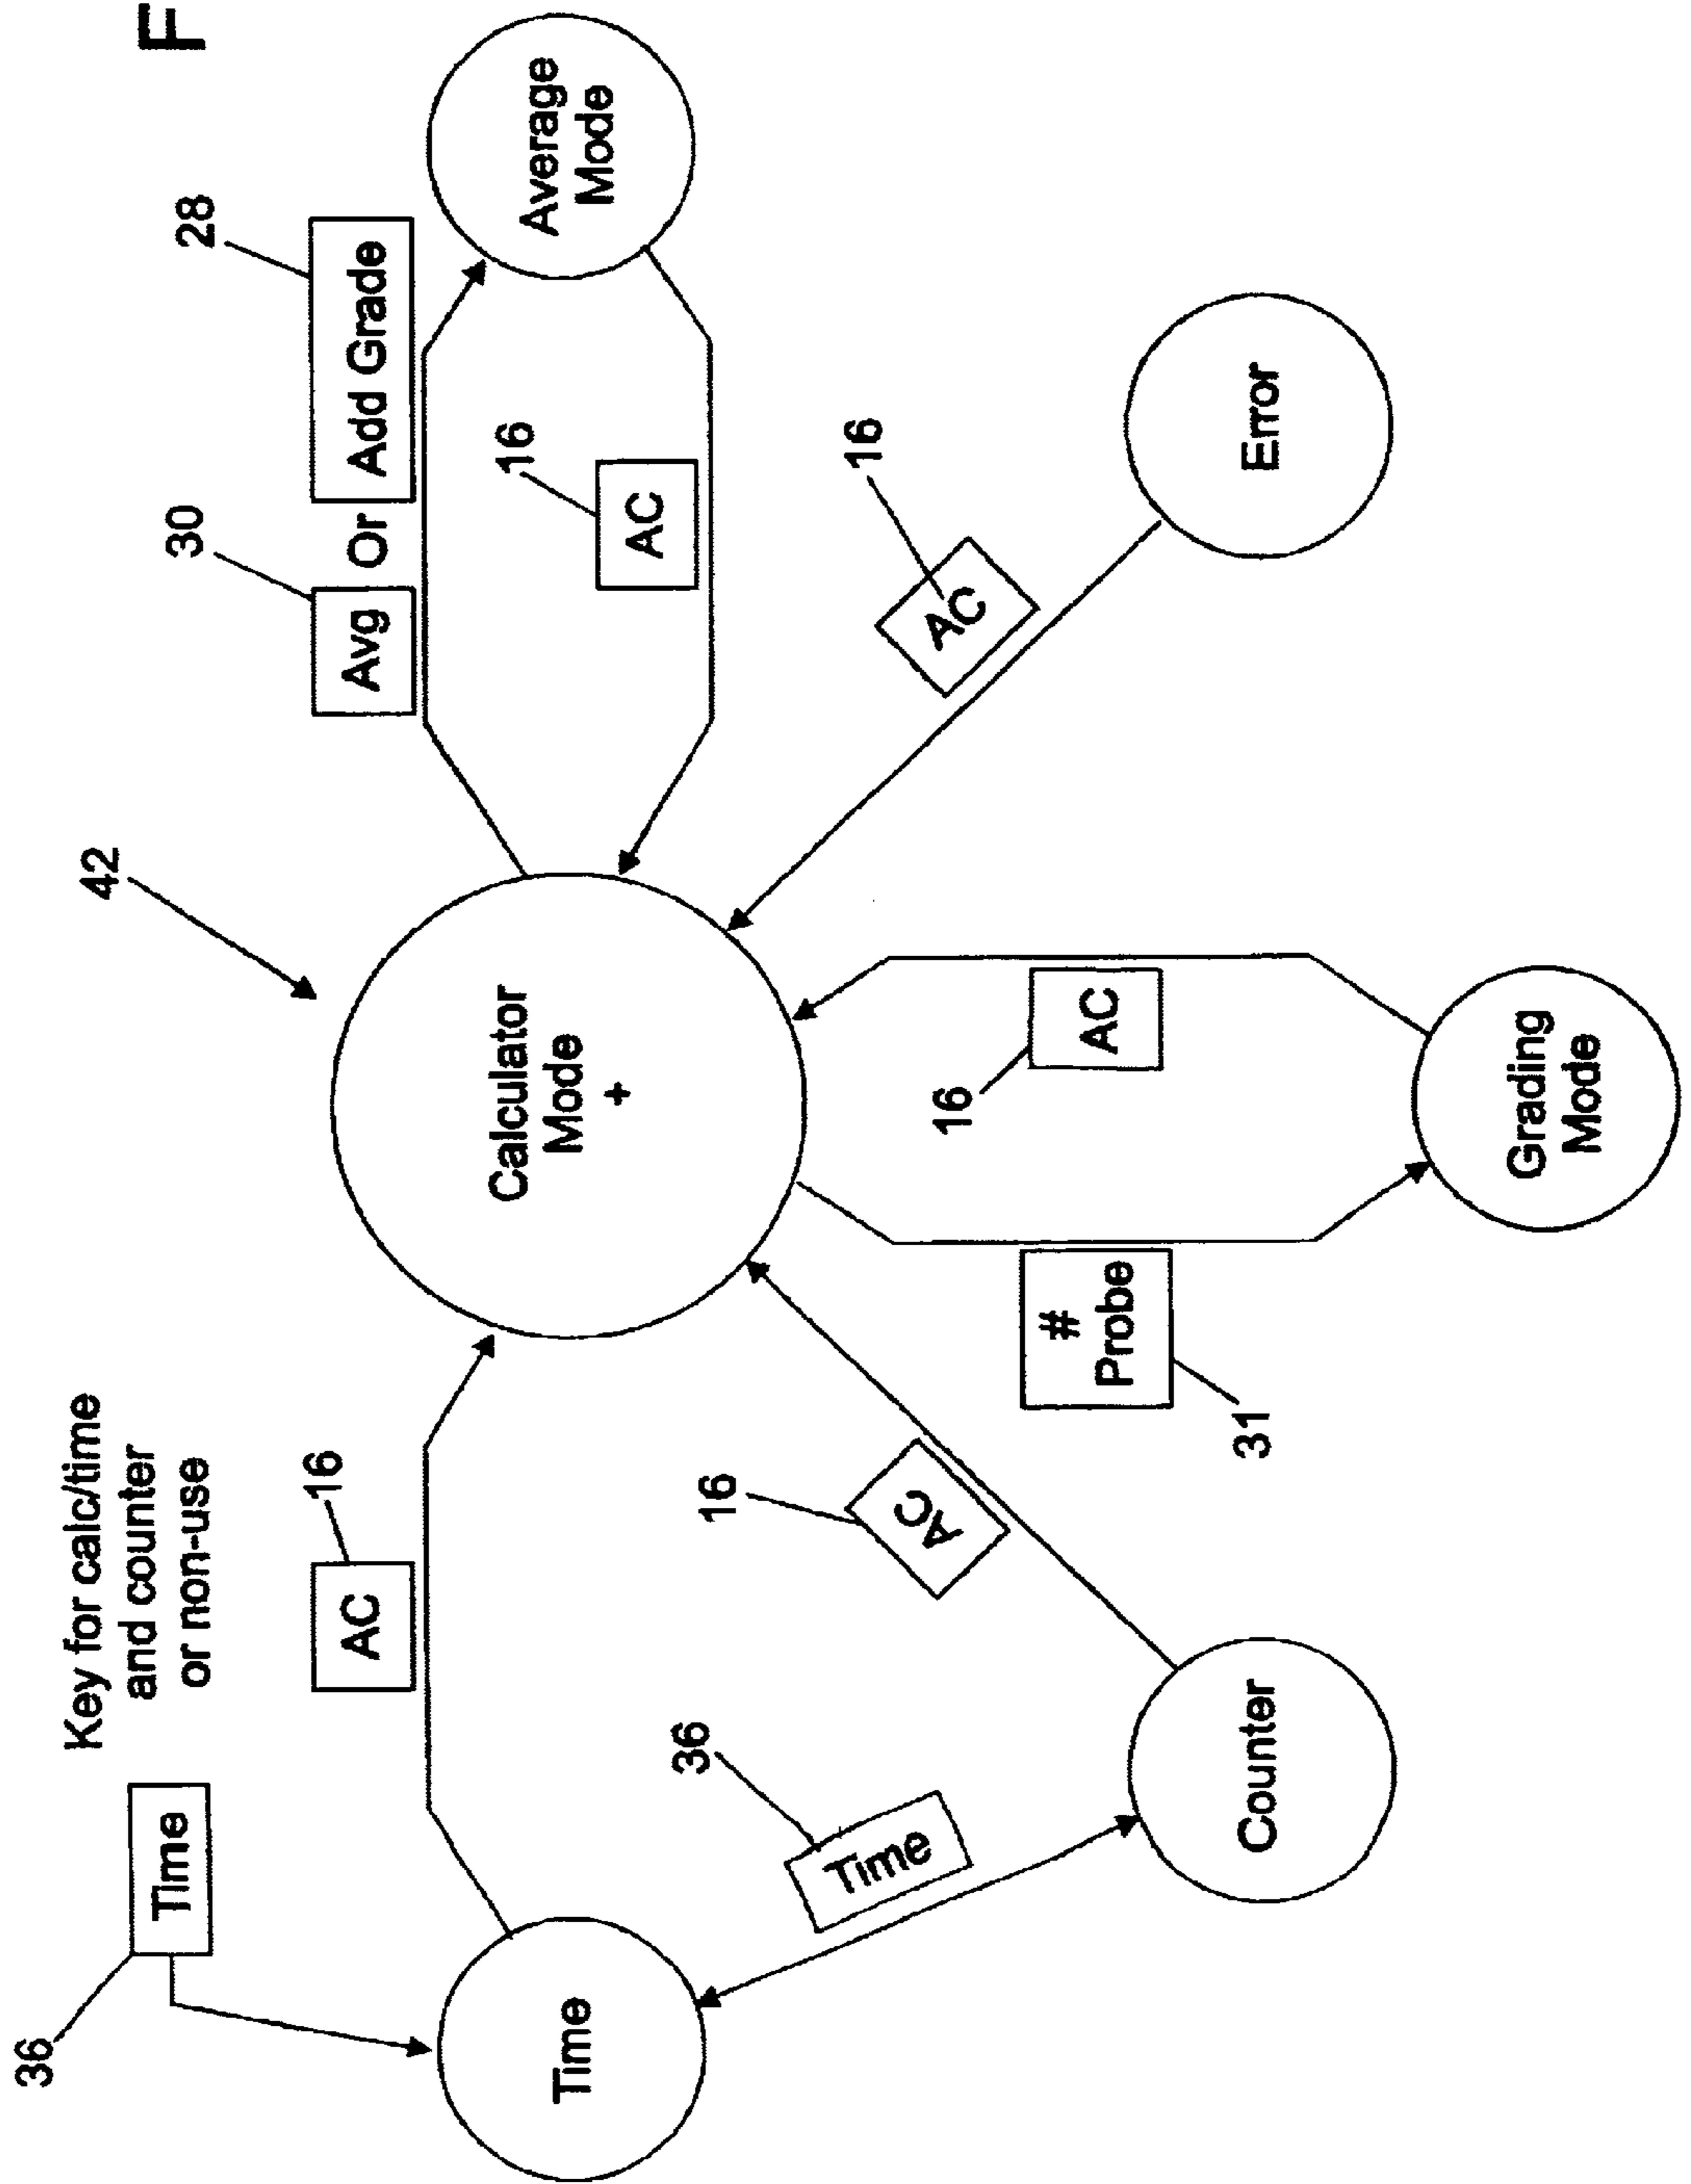 F
42
36
Time
Key for calc/time
and counter
or non-use
16
AC
30
28
Avg Or Add Grade
Time
Calculator
Mode
+
Average
Mode
16
AC
36
Time
16
AC
16
AC
Counter
31
#
Probe
16
AC
Error
Grading
Mode